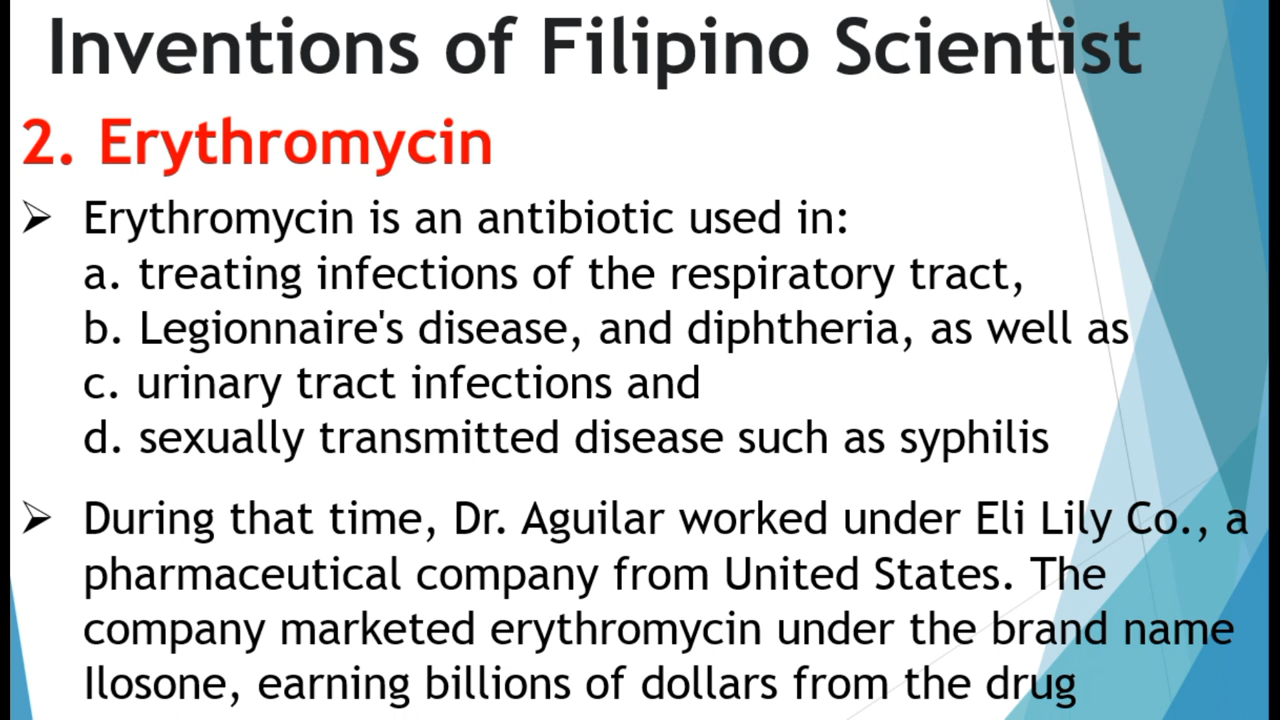 Inventions of Filipino Scientist
2. Erythromycin
➢ Erythromycin is an antibiotic used in:
a. treating infections of the respiratory tract,
b. Legionnaire's disease, and diphtheria, as well as
c. urinary tract infections and
d. sexually transmitted disease such as syphilis
➢ During that time, Dr. Aguilar worked under Eli Lily Co., a
pharmaceutical company from United States. The
company marketed erythromycin under the brand name
Ilosone, earning billions of dollars from the drug